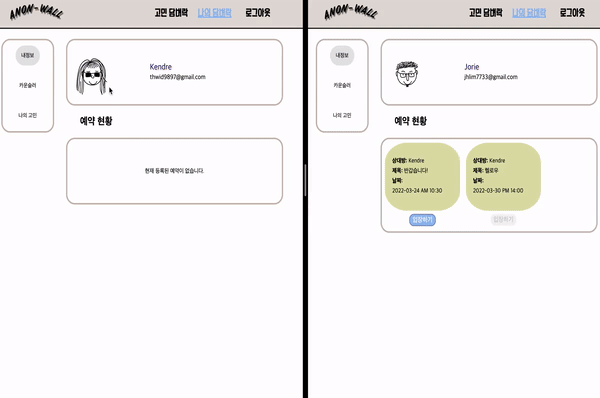 ANON-WALL
고민 담벼락
나의 담벼락
로그아웃
내정보
카운슬러
나의 고민
Kendre
thwid9897@gmail.com
예약 현황
현재 등록된 예약이 없습니다.
ANON-WALL
고민 담벼락
나의 담벼락
로그아웃
내정보
카운슬러
나의 고민
Jorie
jhlim7733@gmail.com
예약 현황
상대방: Kendre
제목: 반갑습니다!
날짜:
2022-03-24 AM 10:30
입장하기
상대방: Kendre
제목: 헬로우
날짜:
2022-03-30 PM 14:00
입장하기